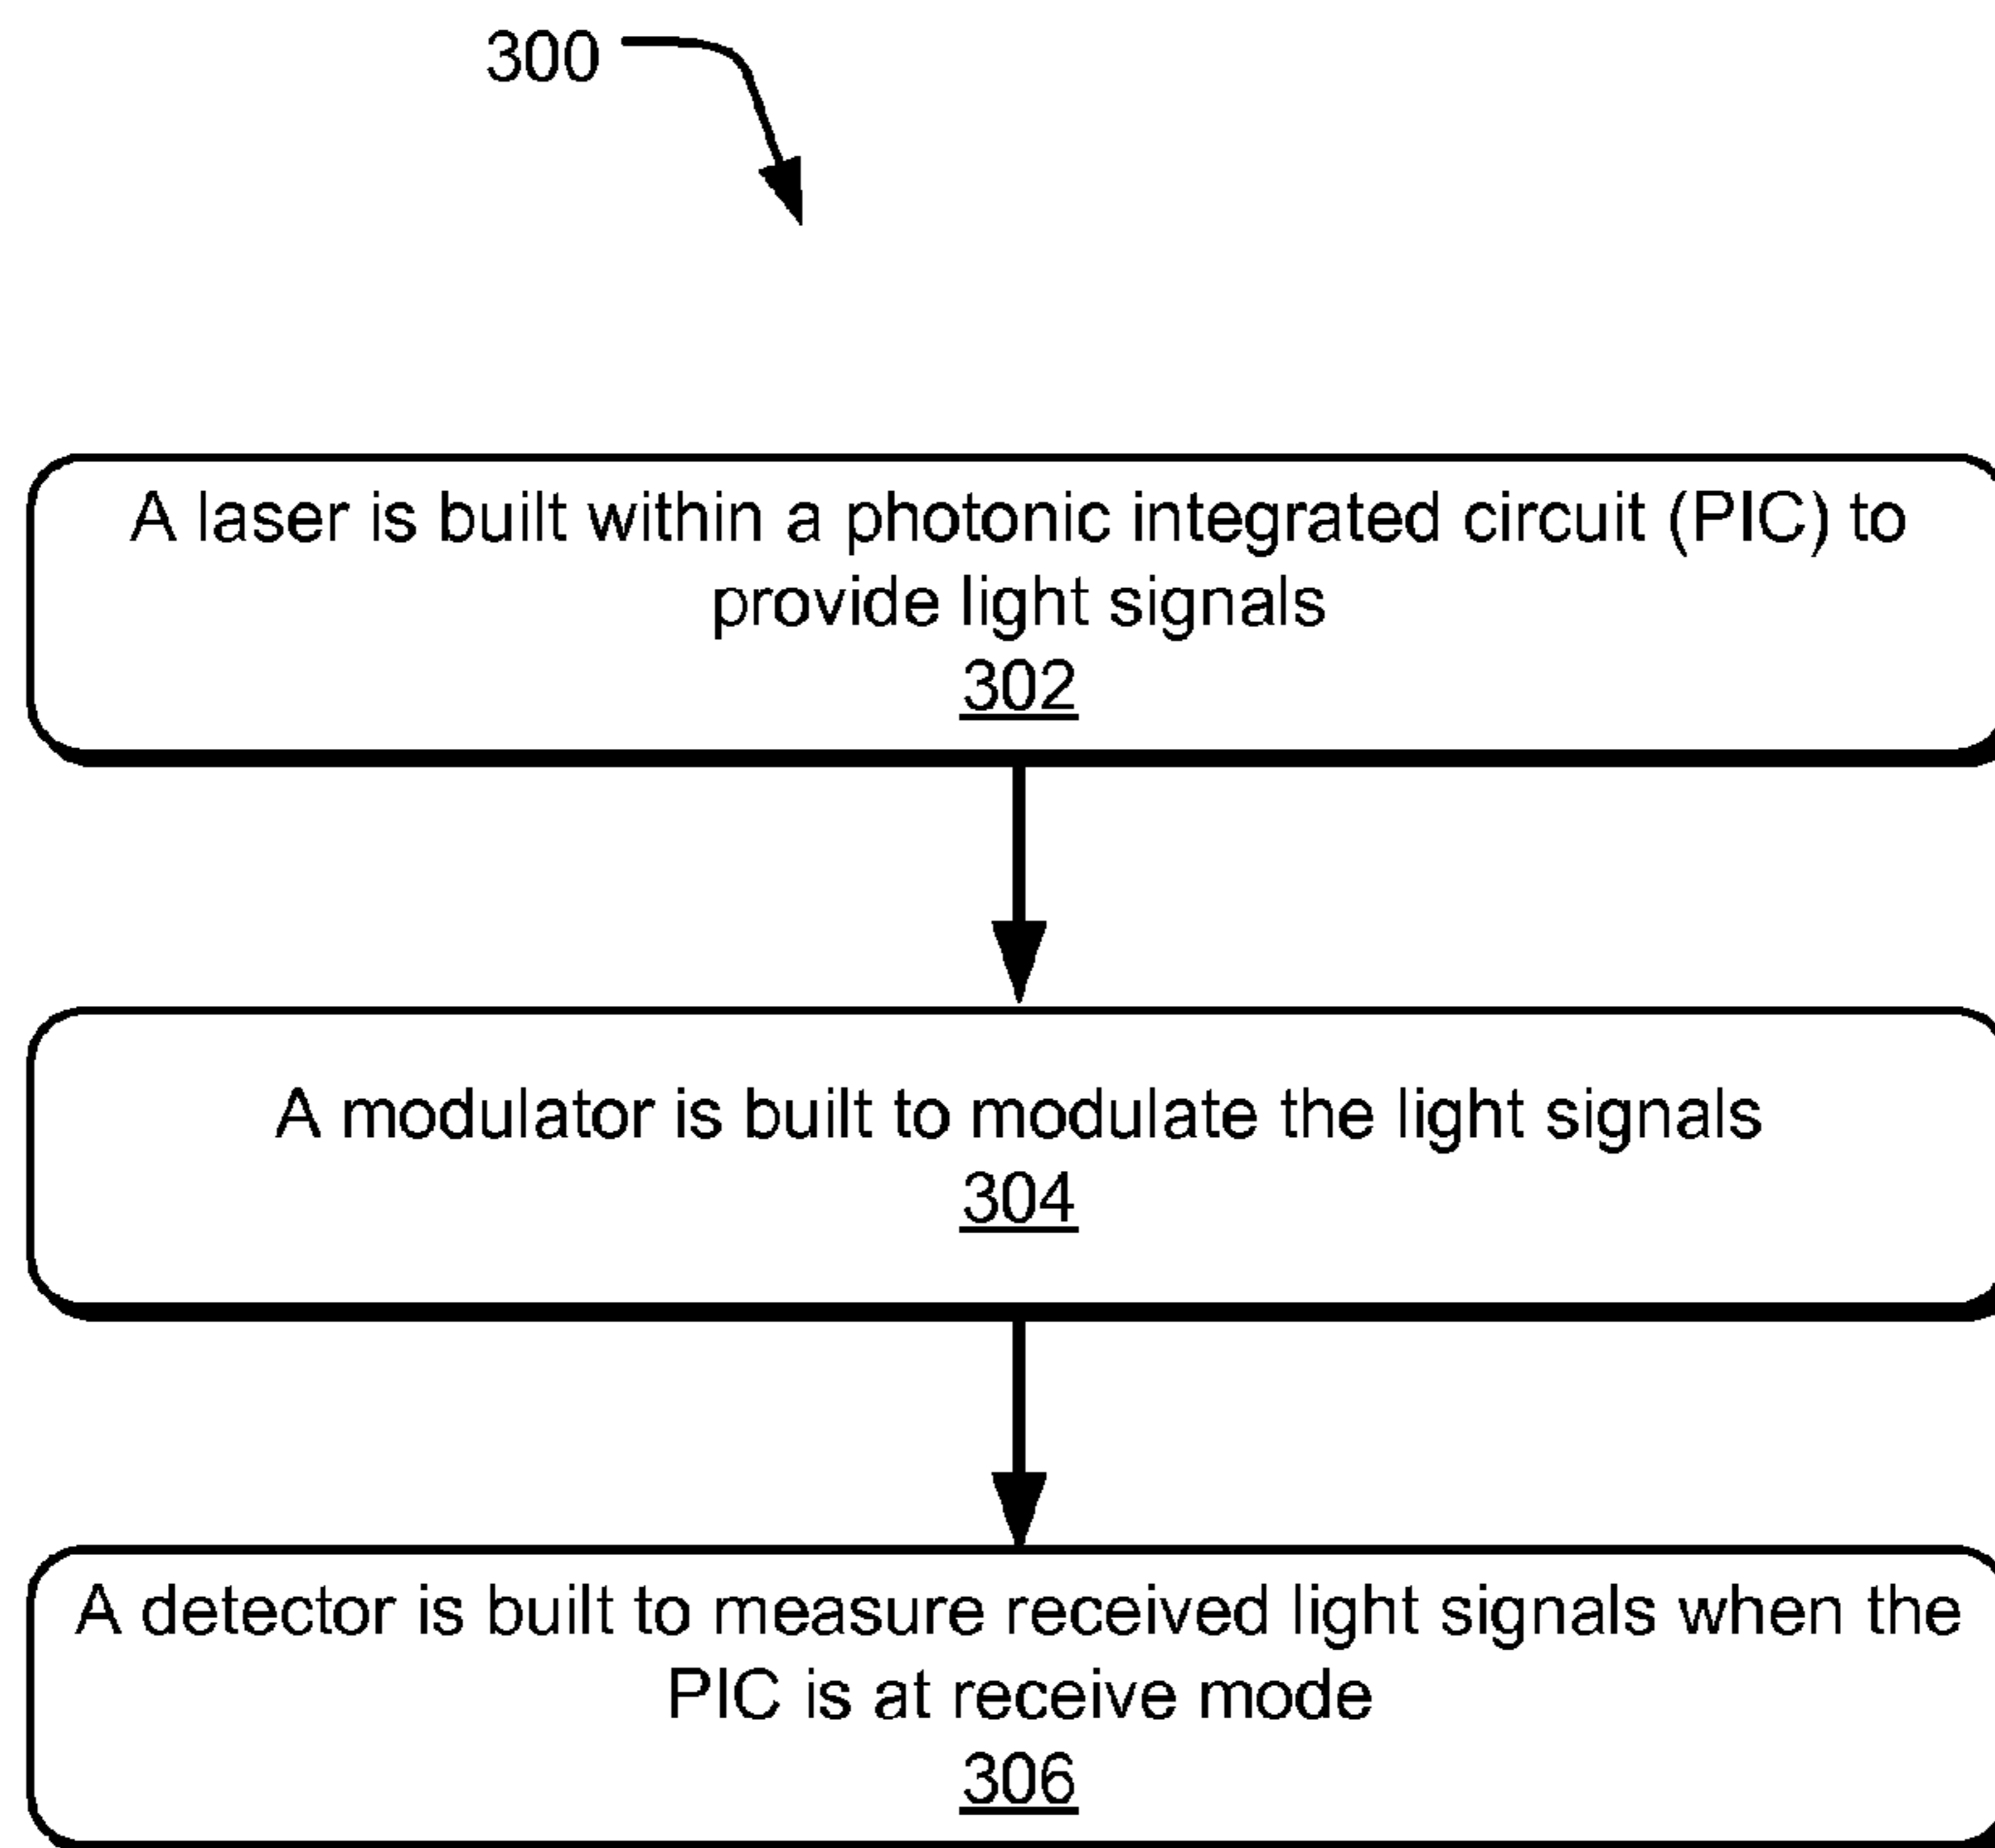 300
A laser is built within a photonic integrated circuit (PIC) to
provide light signals
302
A modulator is built to modulate the light signals
304
A detector is built to measure received light signals when the
PIC is at receive mode
306